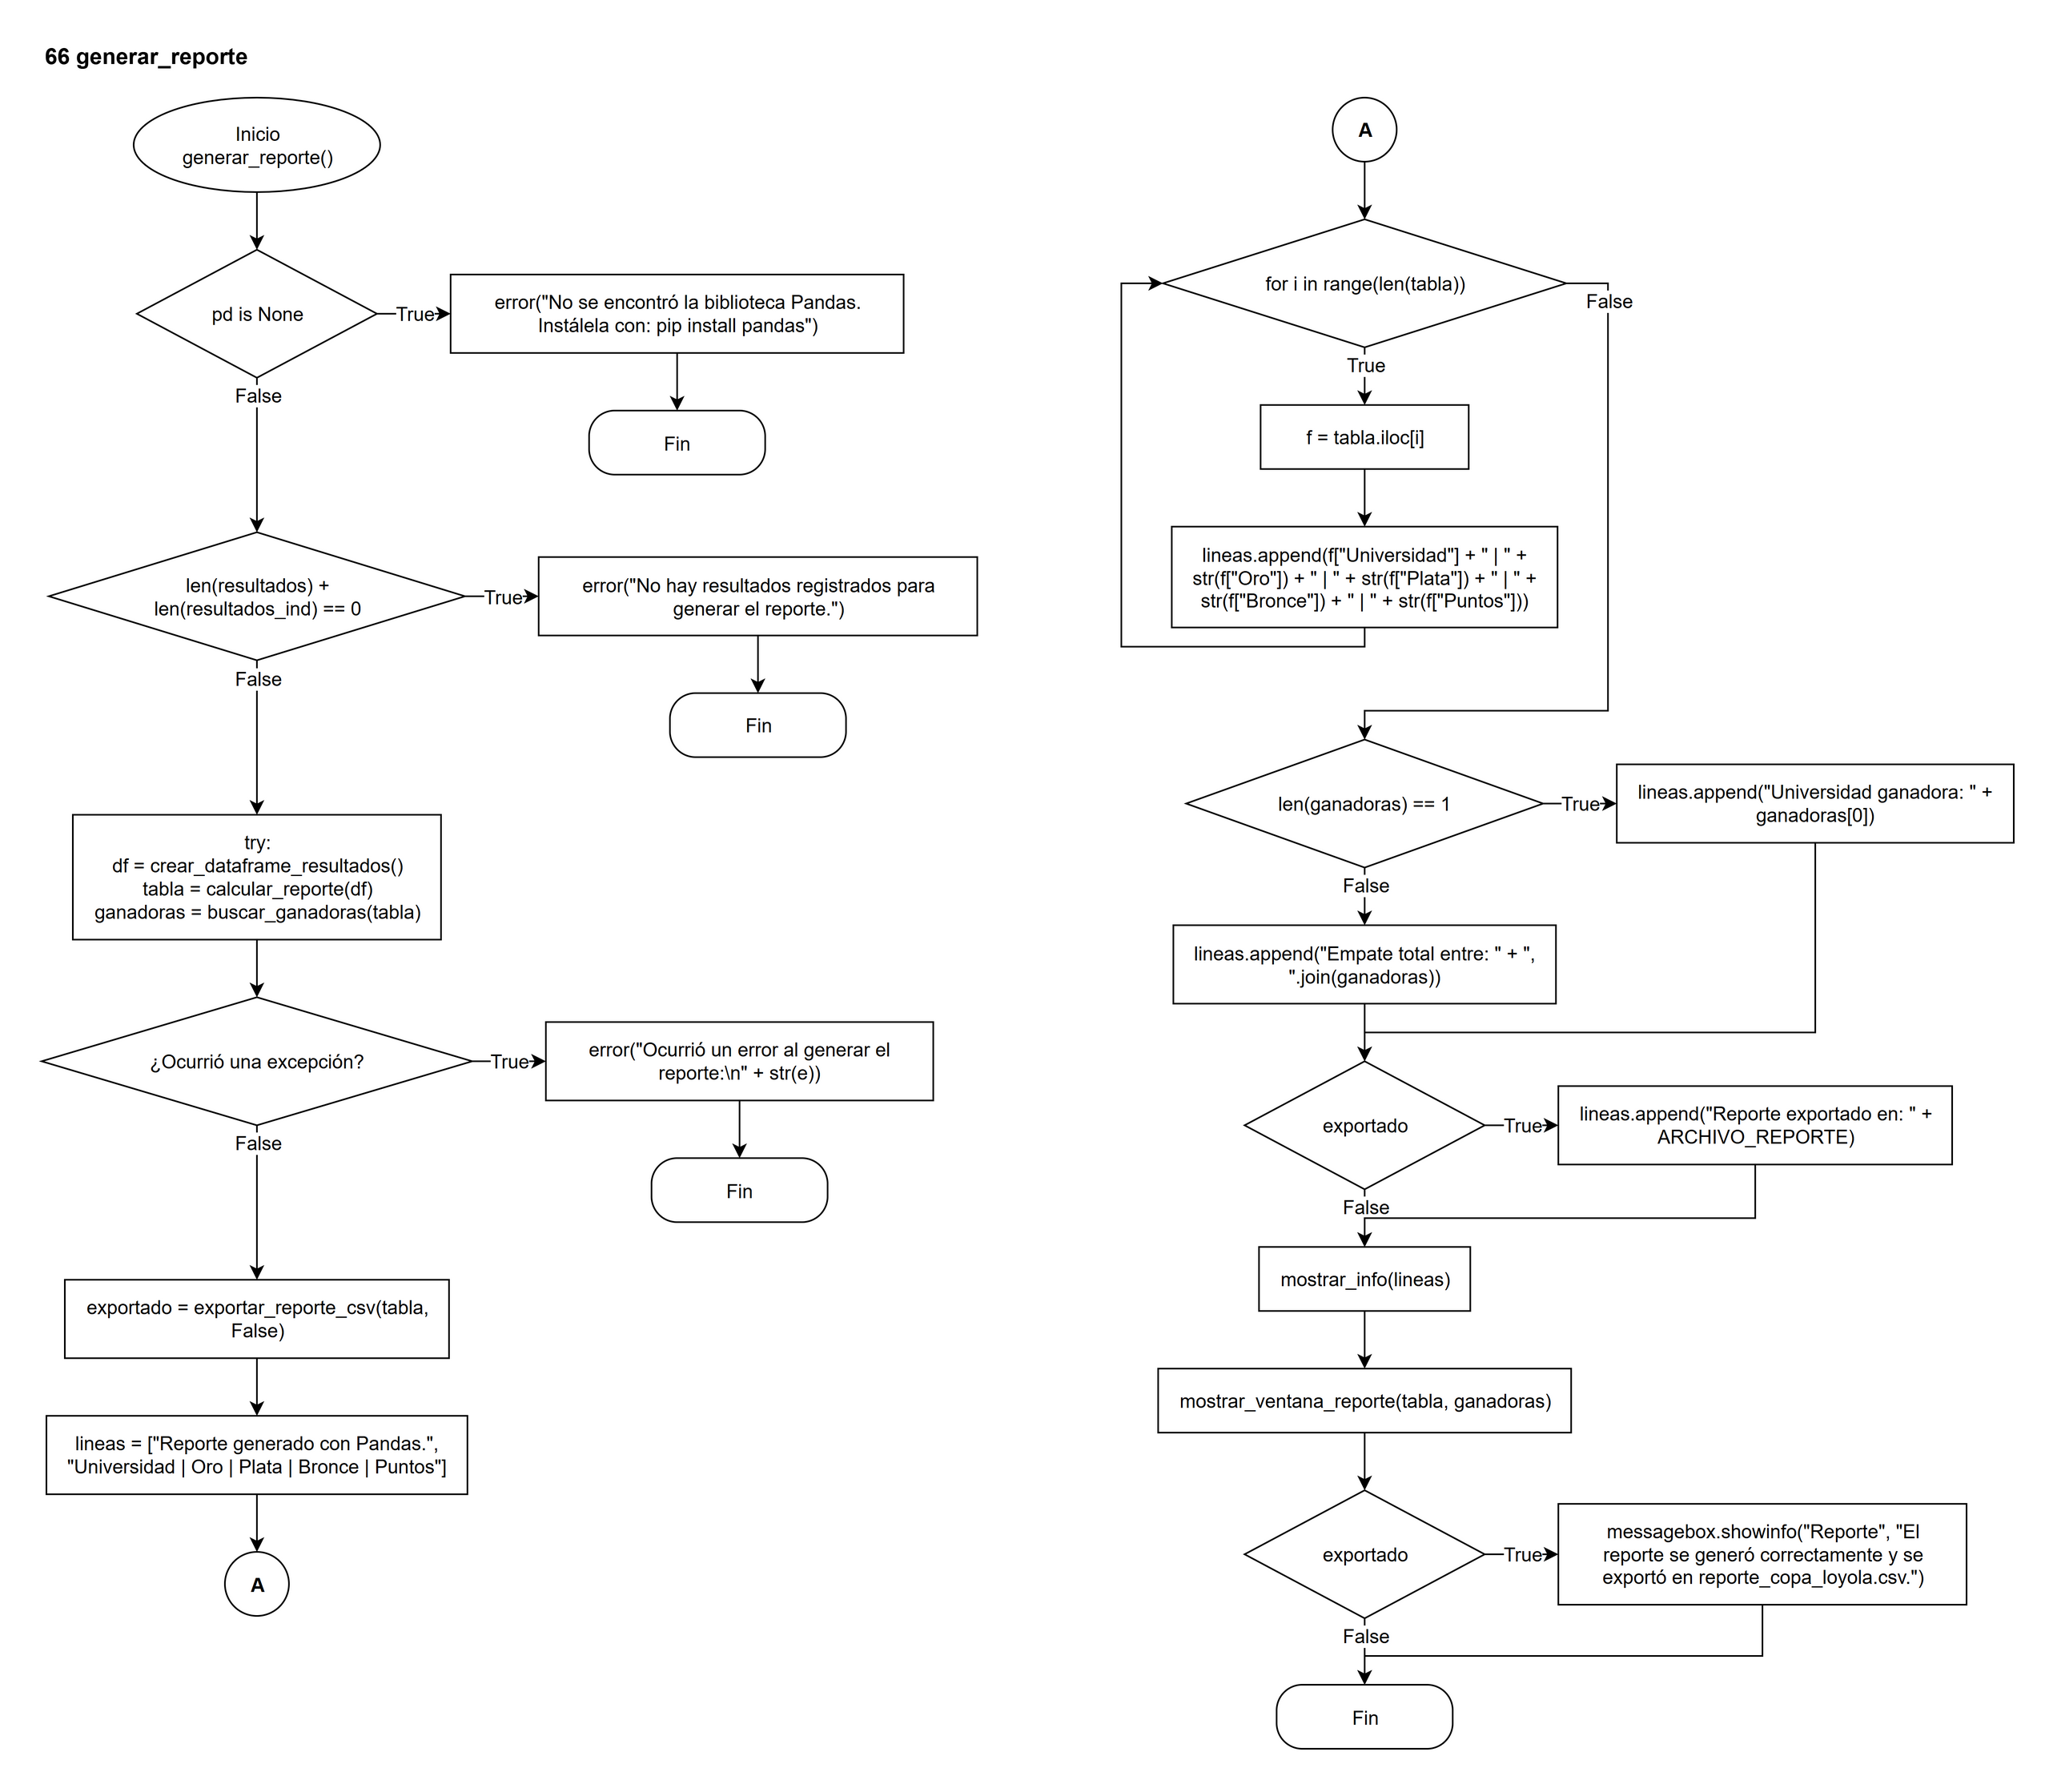 66 generar_reporte
Inicio
generar_reporte()
pd is None
True
error("No se encontró la biblioteca Pandas.
Instálela con: pip install pandas")
Fin
False
len(resultados) +
len(resultados_ind) == 0
True
error("No hay resultados registrados para
generar el reporte.")
Fin
False
try:
df = crear_dataframe_resultados()
tabla = calcular_reporte(df)
ganadoras = buscar_ganadoras(tabla)
¿Ocurrió una excepción?
True
error("Ocurrió un error al generar el
reporte:\n" + str(e))
Fin
False
exportado = exportar_reporte_csv(tabla,
False)
lineas = ["Reporte generado con Pandas.",
"Universidad | Oro | Plata | Bronce | Puntos"]
A
A
for i in range(len(tabla))
False
True
f = tabla.iloc[i]
lineas.append(f["Universidad"] + " | " +
str(f["Oro"]) + " | " + str(f["Plata"]) + " | " +
str(f["Bronce"]) + " | " + str(f["Puntos"]))
len(ganadoras) == 1
True
lineas.append("Universidad ganadora: " +
ganadoras[0])
False
lineas.append("Empate total entre: " + ",
".join(ganadoras))
exportado
True
lineas.append("Reporte exportado en: " +
ARCHIVO_REPORTE)
False
mostrar_info(lineas)
mostrar_ventana_reporte(tabla, ganadoras)
exportado
True
messagebox.showinfo("Reporte", "El
reporte se generó correctamente y se
exportó en reporte_copa_loyola.csv.")
False
Fin